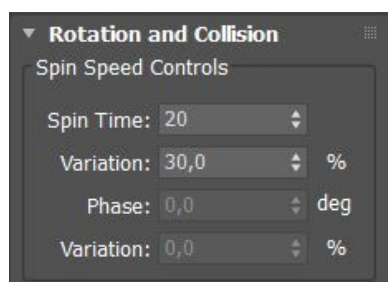 Rotation and Collision
Spin Speed Controls
Spin Time: 20
Variation: 30,0 %
Phase: 0,0 deg
Variation: 0,0 %